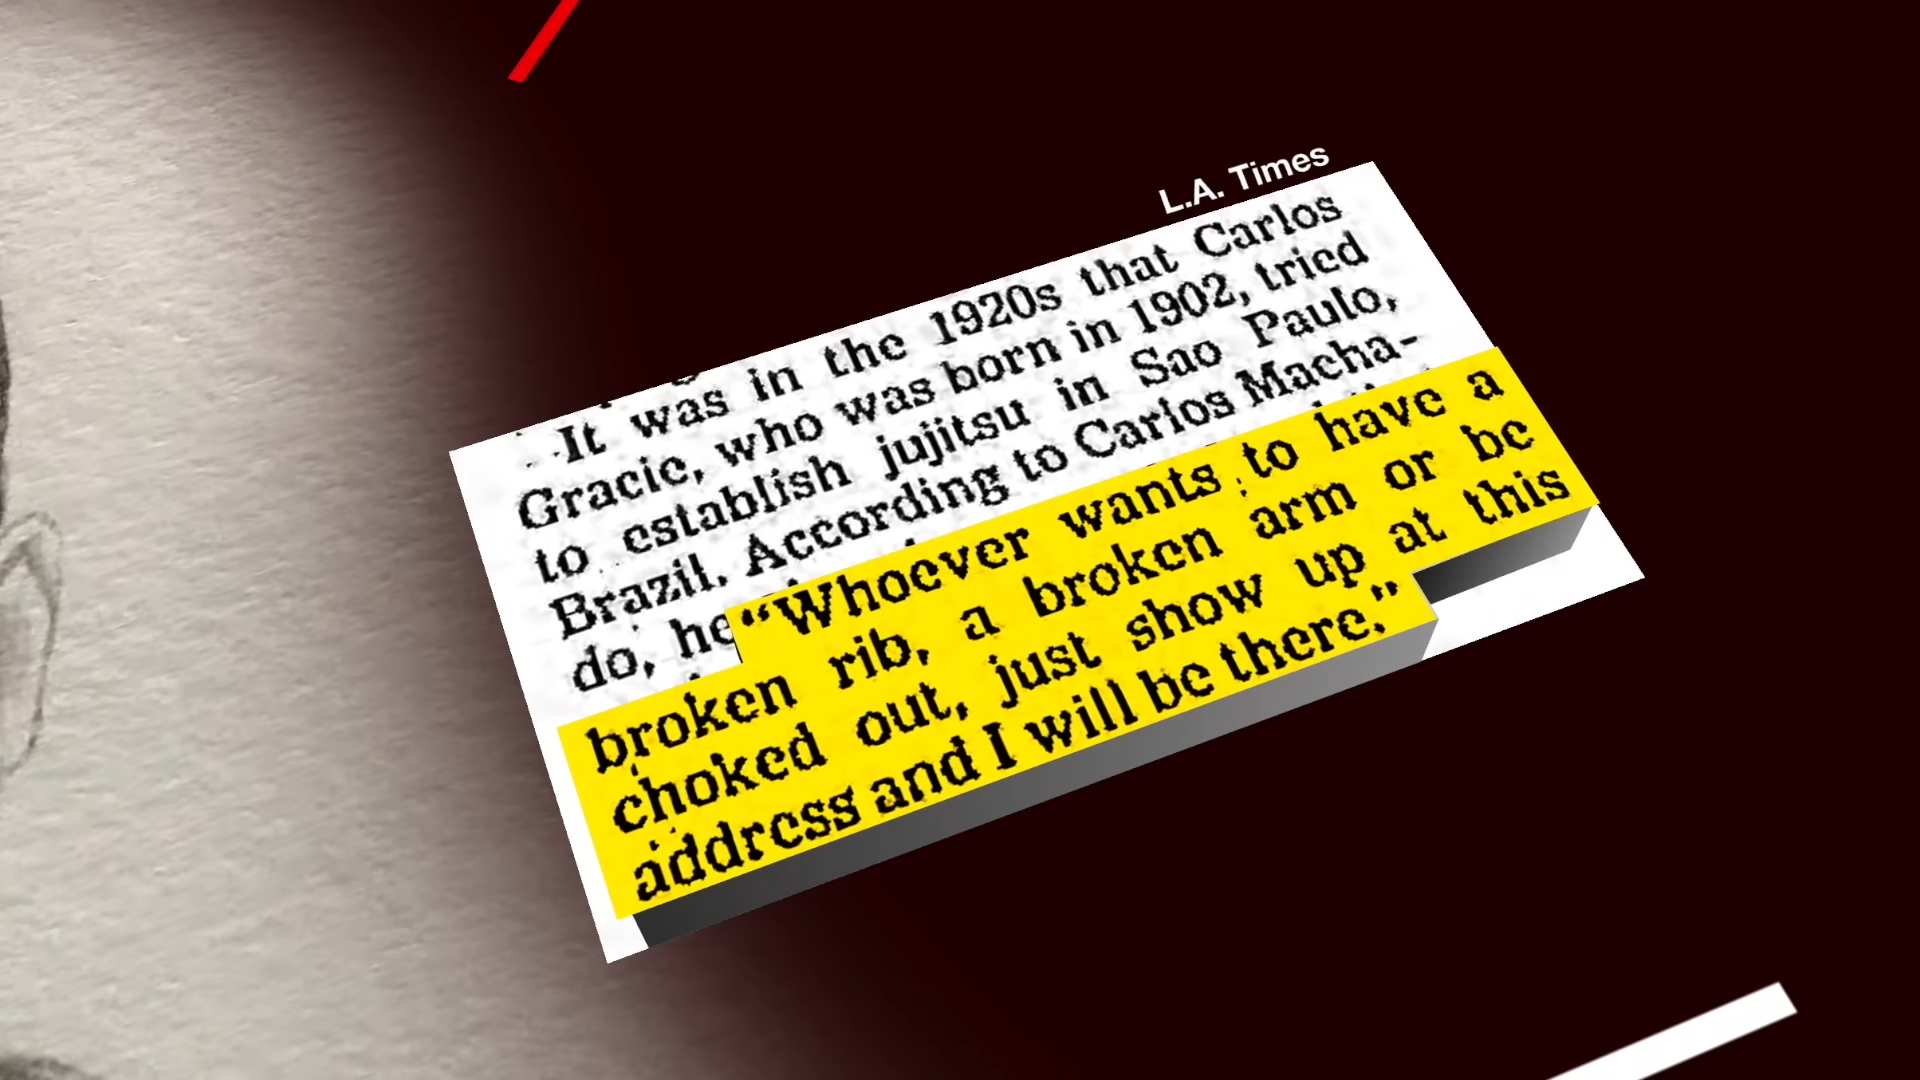 L.A. Times
It was in the 1920s that Carlos
Gracie, who was born in 1902, tried
to establish jujitsu in Sao Paulo,
Brazil. According to Carlos Macha-
do, he
“Whoever wants to have a
broken rib, a broken arm or be
choked out, just show up at this
address and I will be there.”